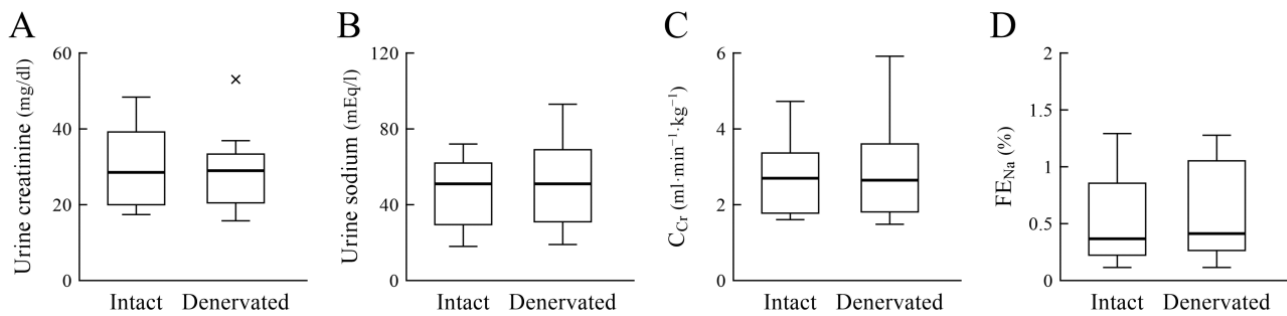 A
Urine creatinine (mg/dl)
60
40
20
0
Intact Denervated
B
Urine sodium (mEq/l)
120
80
40
0
Intact Denervated
C
C_Cr (ml·min⁻¹·kg⁻¹)
6
4
2
0
Intact Denervated
D
FE_Na (%)
2
1.5
1
0.5
0
Intact Denervated